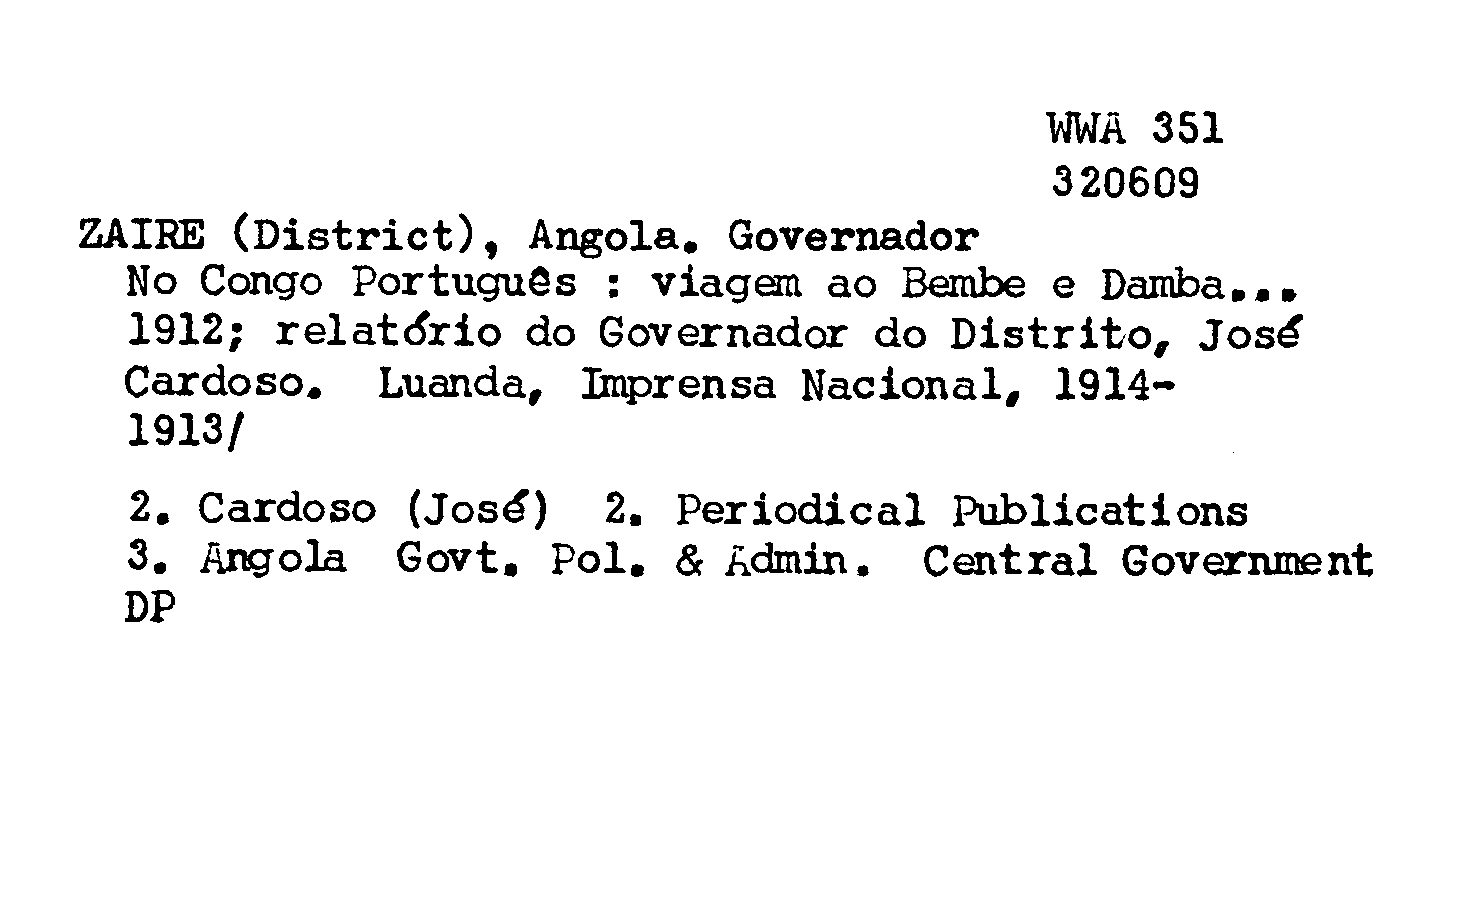 WWA 351
320609
ZAIRE (District), Angola. Governador
No Congo Português : viagem ao Bembe e Damba...
1912; relatório do Governador do Distrito, José
Cardoso. Luanda, Imprensa Nacional, 1914-
1913/
2. Cardoso (José) 2. Periodical Publications
3. Angola Govt. Pol. & Admin. Central Government
DP